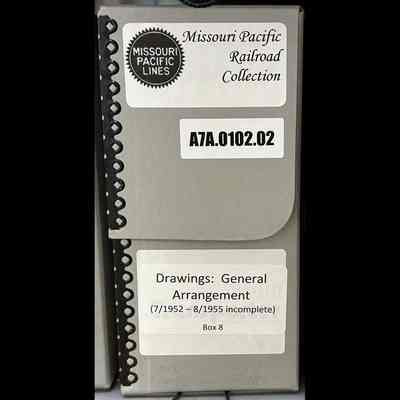 MISSOURI
PACIFIC
LINES
Missouri Pacific
Railroad
Collection
A7A.0102.02
Drawings: General
Arrangement
(7/1952 – 8/1955 incomplete)
Box 8